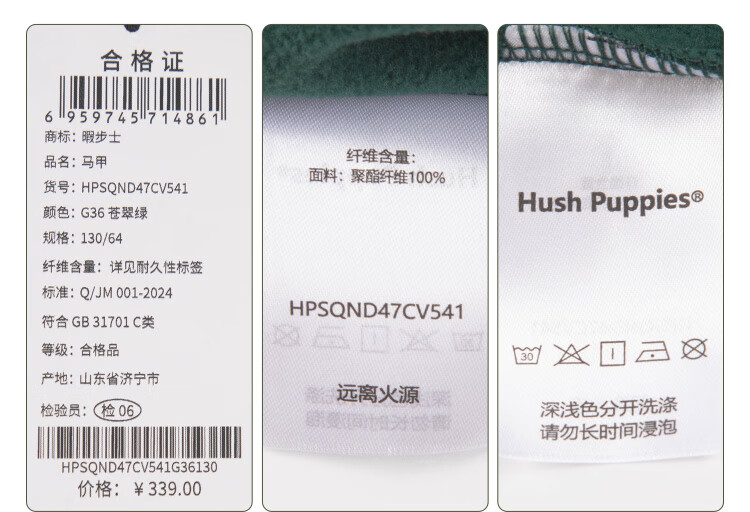 合格证
6 959745 714861
商标：暇步士
品名：马甲
货号：HPSQND47CV541
颜色：G36 苍翠绿
规格：130/64
纤维含量：详见耐久性标签
标准：Q/JM 001-2024
符合 GB 31701 C类
等级：合格品
产地：山东省济宁市
检验员：检 06
HPSQND47CV541G36130
价格：￥339.00
纤维含量：
面料：聚酯纤维100%
HPSQND47CV541
远离火源
Hush Puppies®
30
深浅色分开洗涤
请勿长时间浸泡